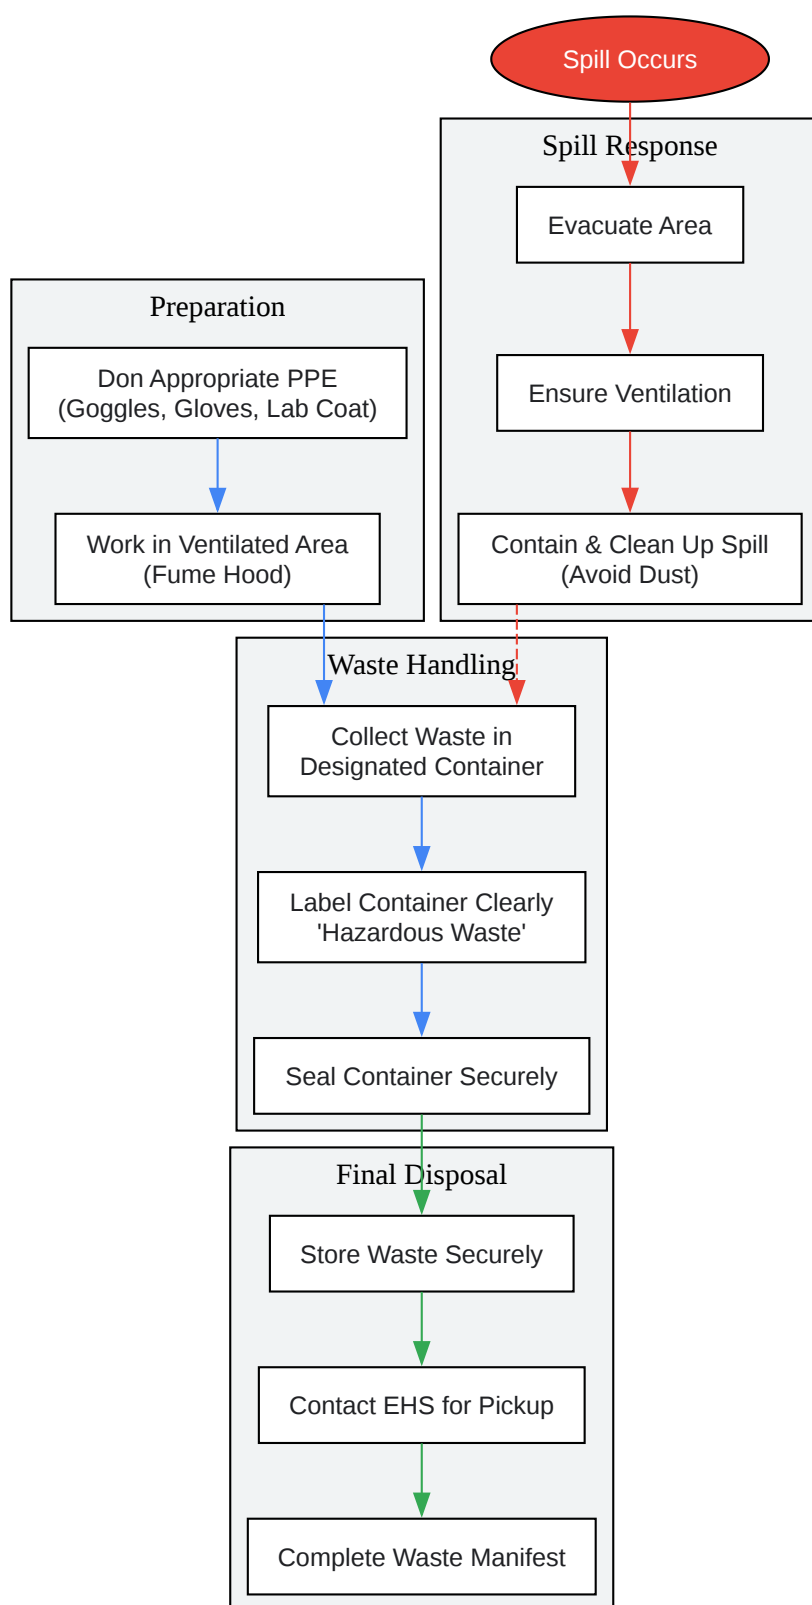 Spill Occurs
Spill Response
Evacuate Area
Ensure Ventilation
Contain & Clean Up Spill
(Avoid Dust)
Preparation
Don Appropriate PPE
(Goggles, Gloves, Lab Coat)
Work in Ventilated Area
(Fume Hood)
Waste Handling
Collect Waste in
Designated Container
Label Container Clearly
'Hazardous Waste'
Seal Container Securely
Final Disposal
Store Waste Securely
Contact EHS for Pickup
Complete Waste Manifest